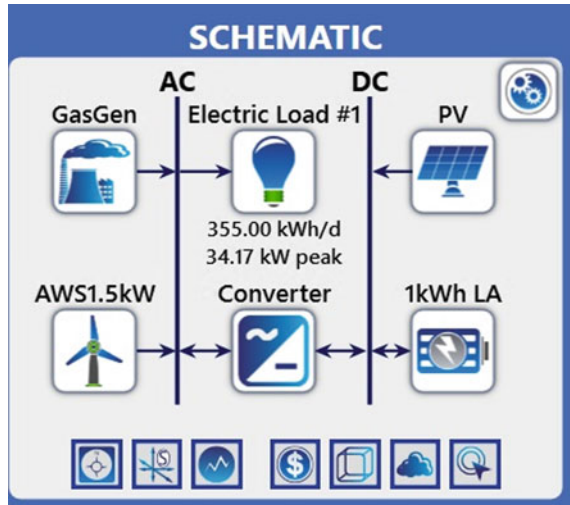 SCHEMATIC
AC DC
GasGen Electric Load #1 PV
355.00 kWh/d
34.17 kW peak
AWS1.5kW Converter 1kWh LA
$